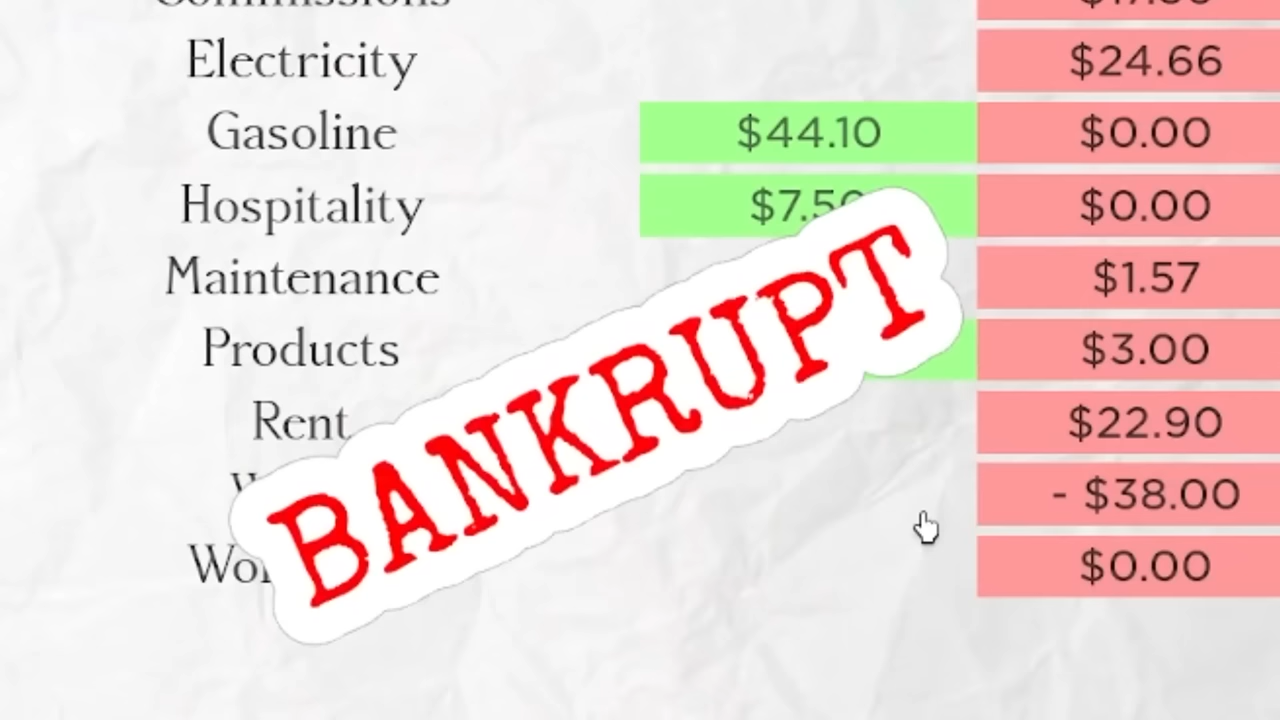 Commissions
Electricity $24.66
Gasoline $44.10 $0.00
Hospitality $0.00
Maintenance $1.57
Products $3.00
Rent $22.90
- $38.00
$0.00
BANKRUPT